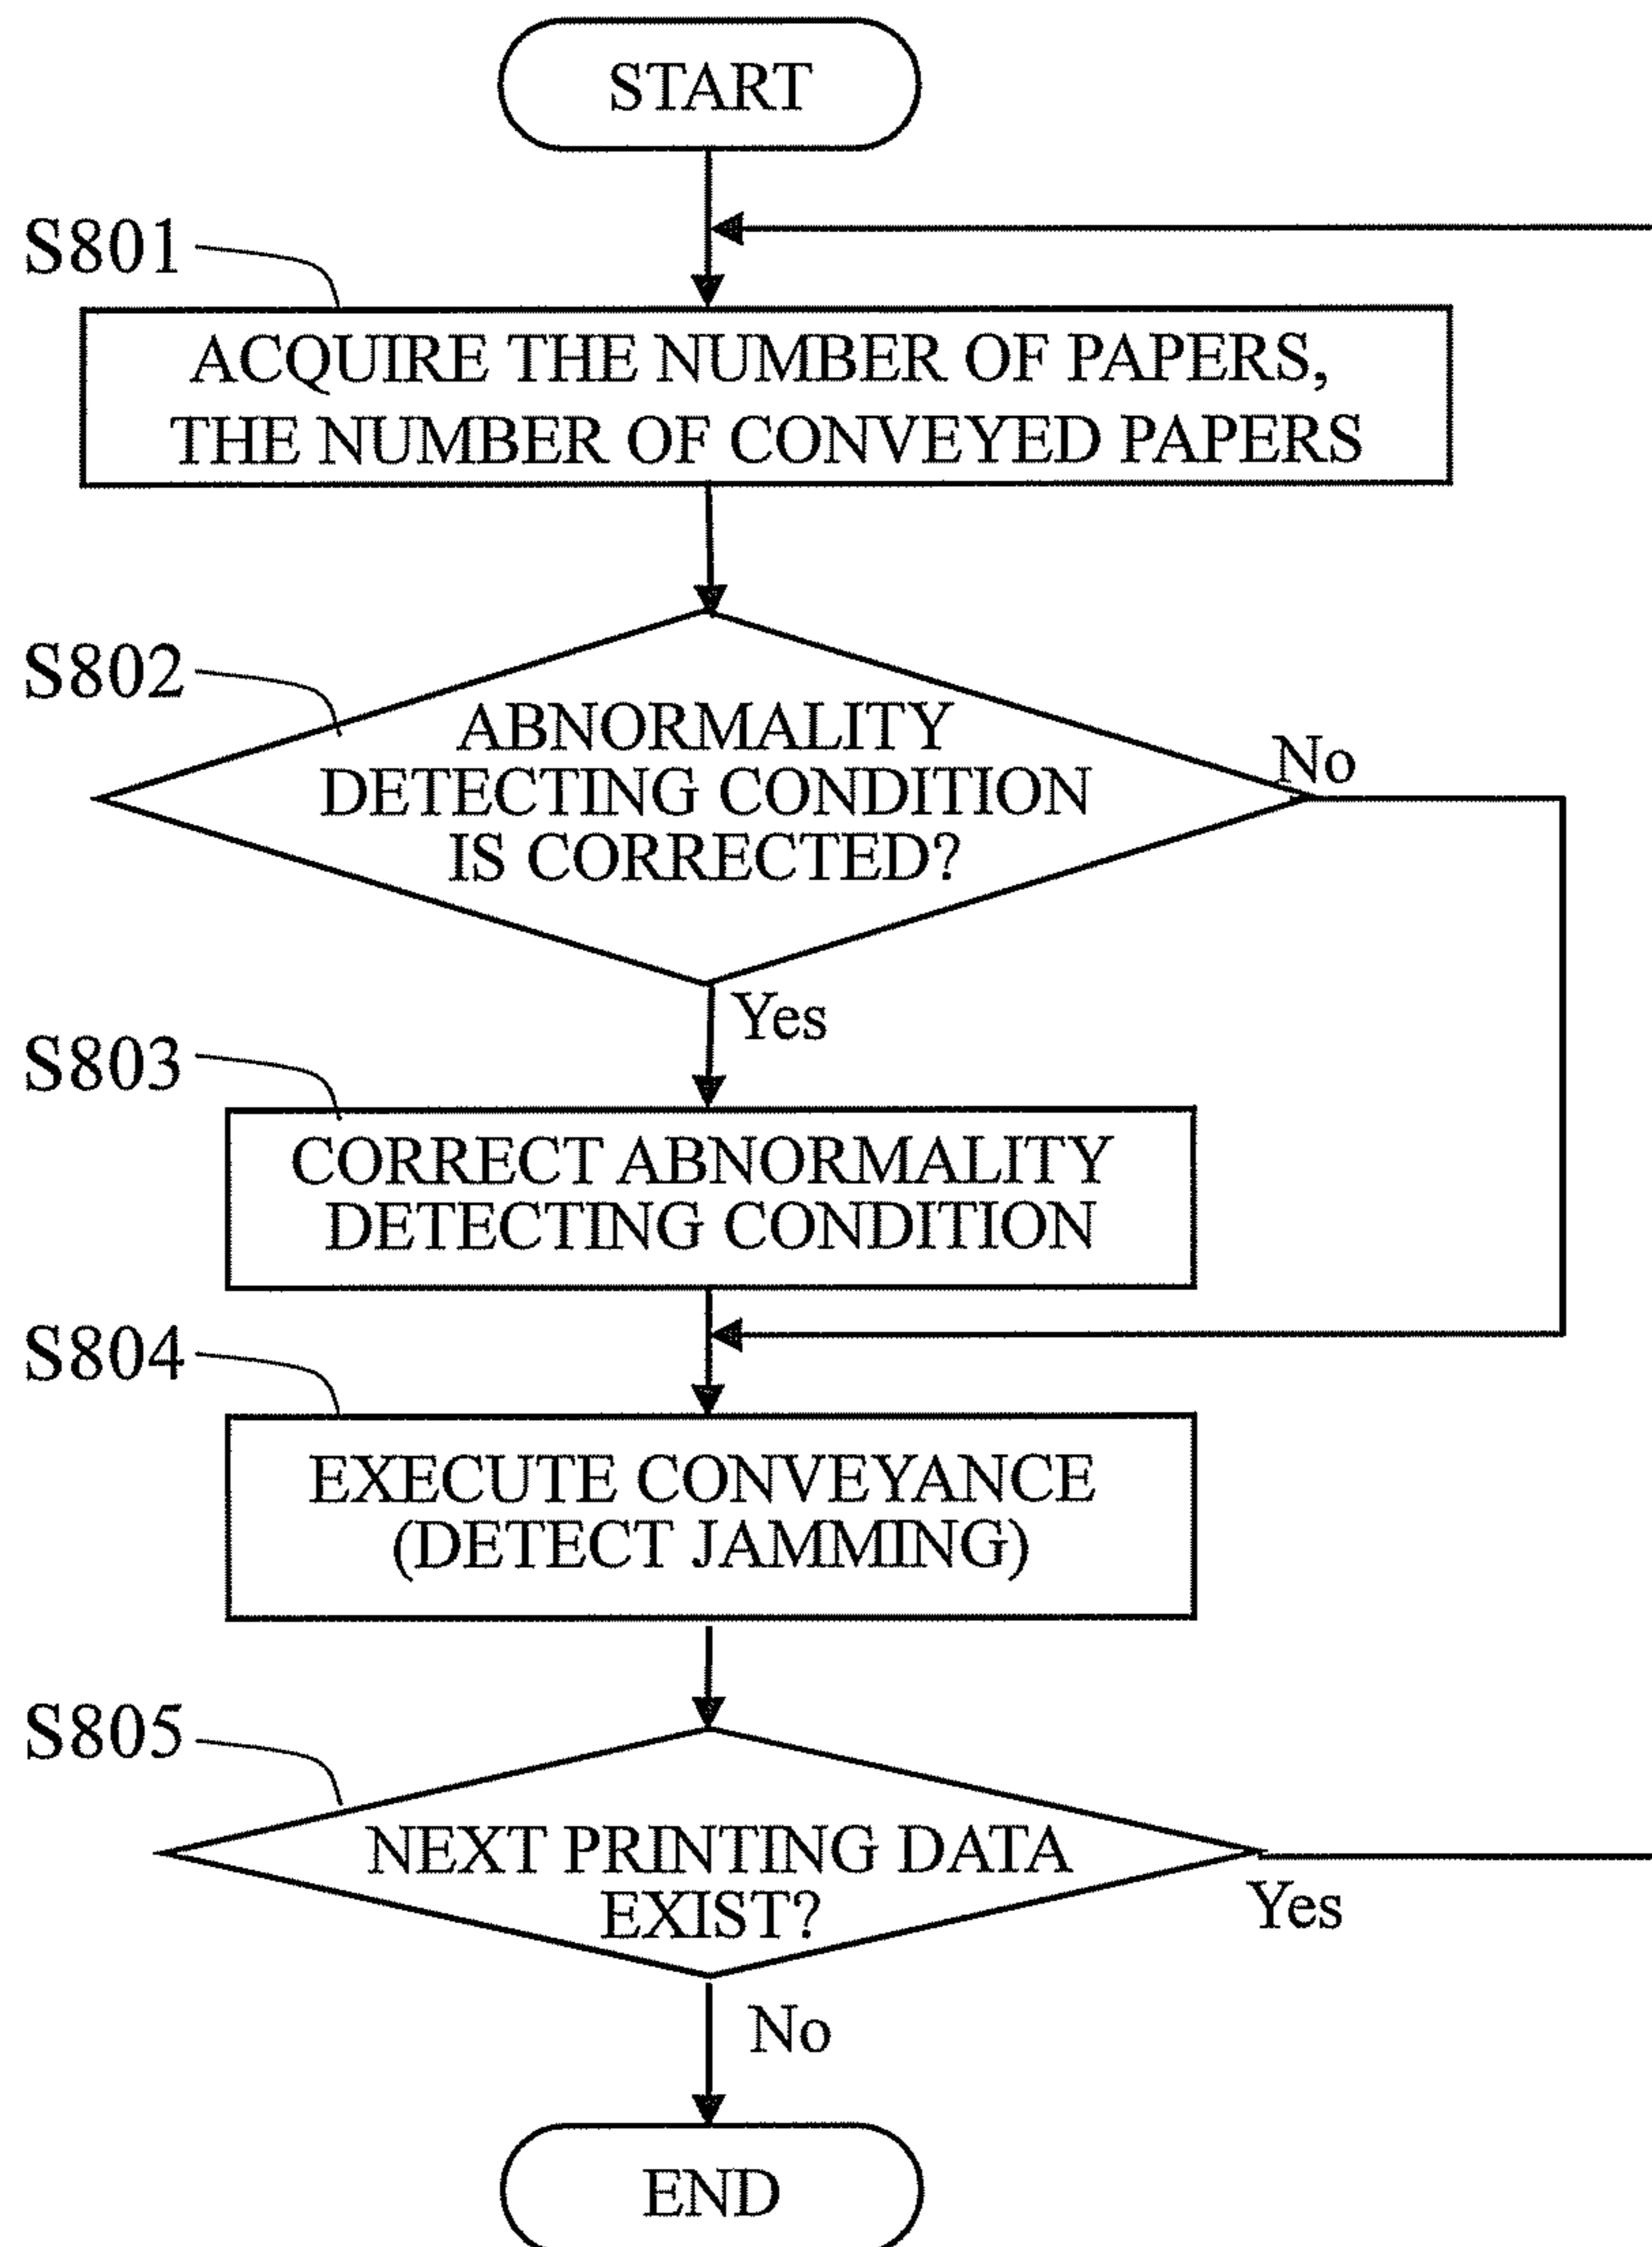 START
S801
ACQUIRE THE NUMBER OF PAPERS,
THE NUMBER OF CONVEYED PAPERS
S802
ABNORMALITY
DETECTING CONDITION
IS CORRECTED?
No
Yes
S803
CORRECT ABNORMALITY
DETECTING CONDITION
S804
EXECUTE CONVEYANCE
(DETECT JAMMING)
S805
NEXT PRINTING DATA
EXIST?
Yes
No
END